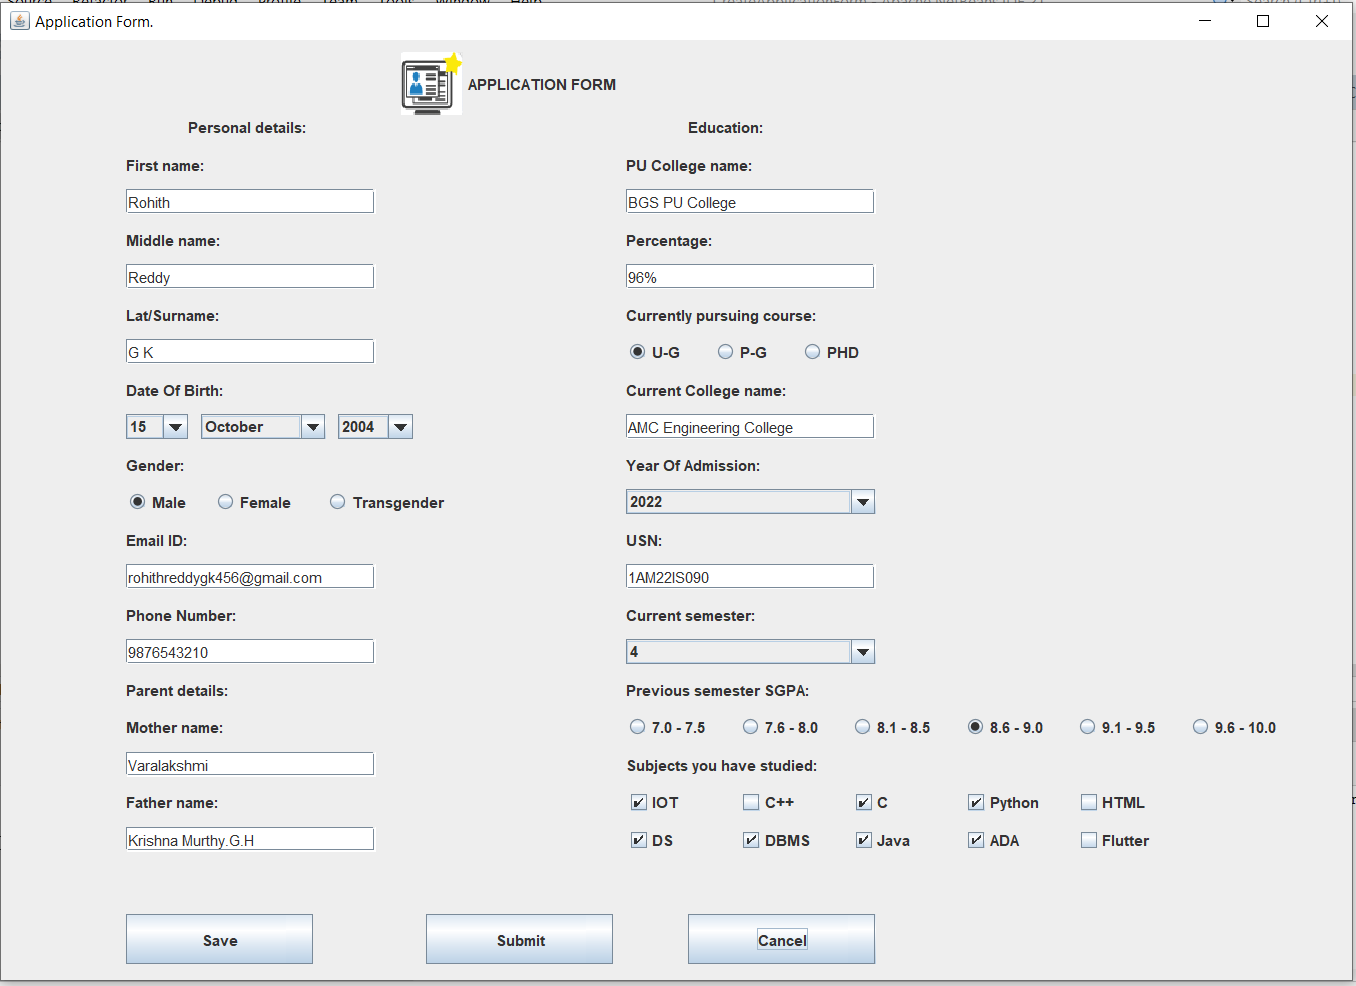 Application Form.
APPLICATION FORM
Personal details:
First name:
Rohith
Middle name:
Reddy
Lat/Surname:
G K
Date Of Birth:
15 October 2004
Gender:
Male Female Transgender
Email ID:
rohithreddygk456@gmail.com
Phone Number:
9876543210
Parent details:
Mother name:
Varalakshmi
Father name:
Krishna Murthy.G.H
Education:
PU College name:
BGS PU College
Percentage:
96%
Currently pursuing course:
U-G P-G PHD
Current College name:
AMC Engineering College
Year Of Admission:
2022
USN:
1AM22IS090
Current semester:
4
Previous semester SGPA:
7.0 - 7.5 7.6 - 8.0 8.1 - 8.5 8.6 - 9.0 9.1 - 9.5 9.6 - 10.0
Subjects you have studied:
IOT C++ C Python HTML
DS DBMS Java ADA Flutter
Save Submit Cancel